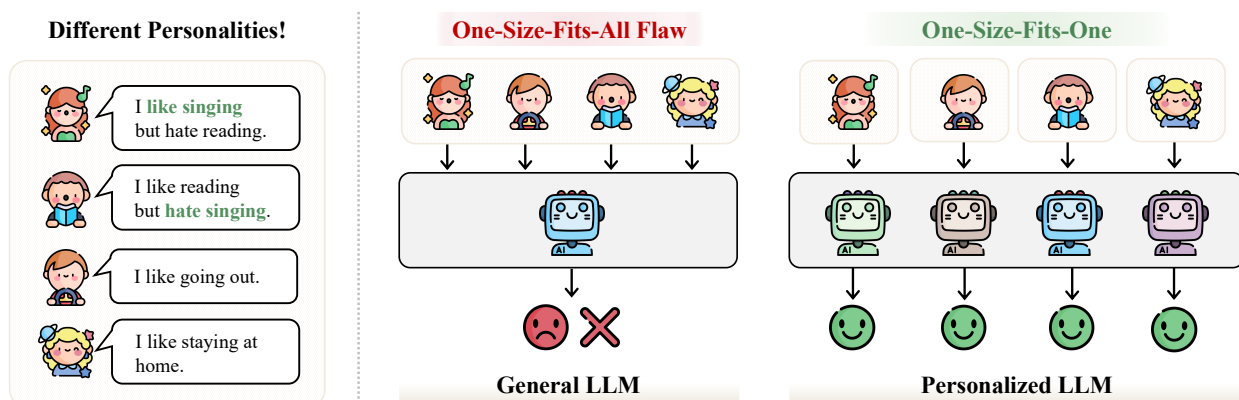 Different Personalities!
I like singing
but hate reading.
I like reading
but hate singing.
I like going out.
I like staying at
home.
One-Size-Fits-All Flaw
AI
General LLM
One-Size-Fits-One
AI
AI
AI
AI
Personalized LLM